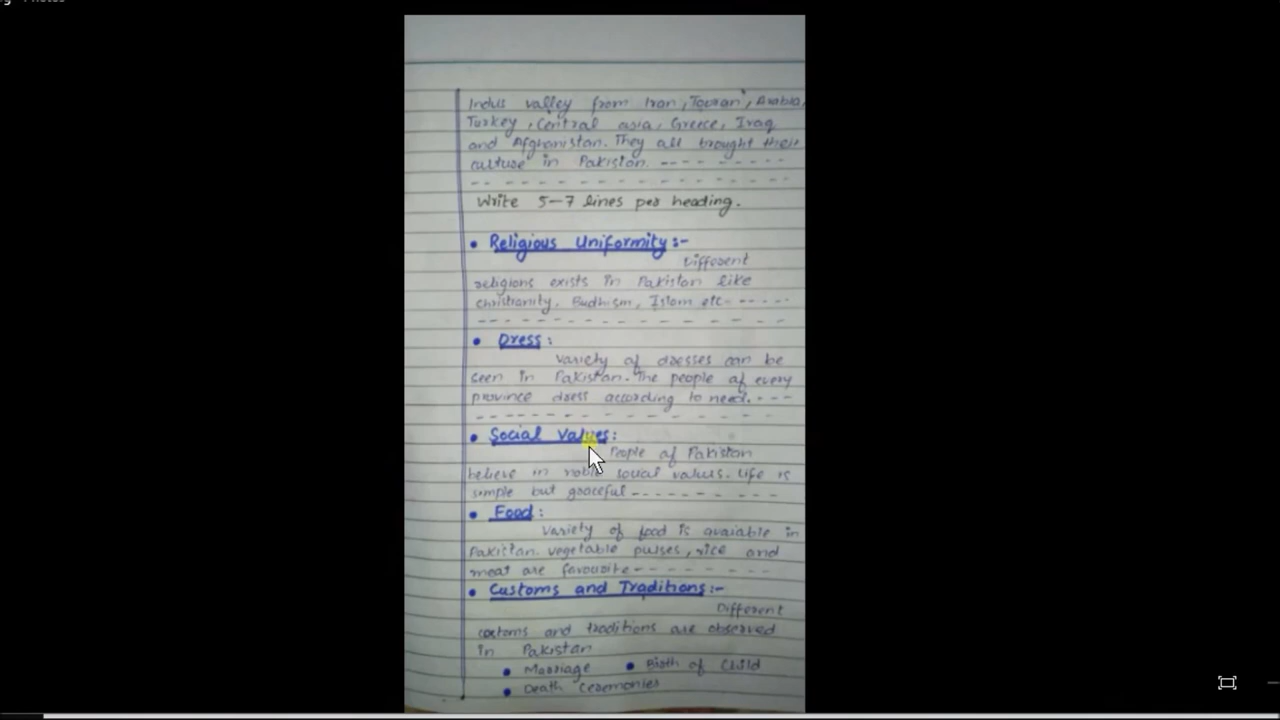 Indus valley from Iran, Touran", Arabia,
Turkey, Central asia, Greece, Iraq
and Afghanistan. They all brought their
culture in Pakistan. ---------
Write 5-7 lines per heading.
• Religious Uniformity:-
Different
religions exists in Pakistan like
christianity, Budhism, Islam etc- ----
• Dress:
Variety of dresses can be
seen in Pakistan. The people of every
province dress according to need. ---
• Social Values:
People of Pakistan
believe in noble social values. Life is
simple but graceful ---------
• Food:
Variety of food is avaiable in
Pakistan. vegetable pulses, rice and
meat are favourite --------
• Customs and Traditions:-
Different
customs and traditions are observed
in Pakistan
• Marriage • Birth of Child
• Death Ceremonies